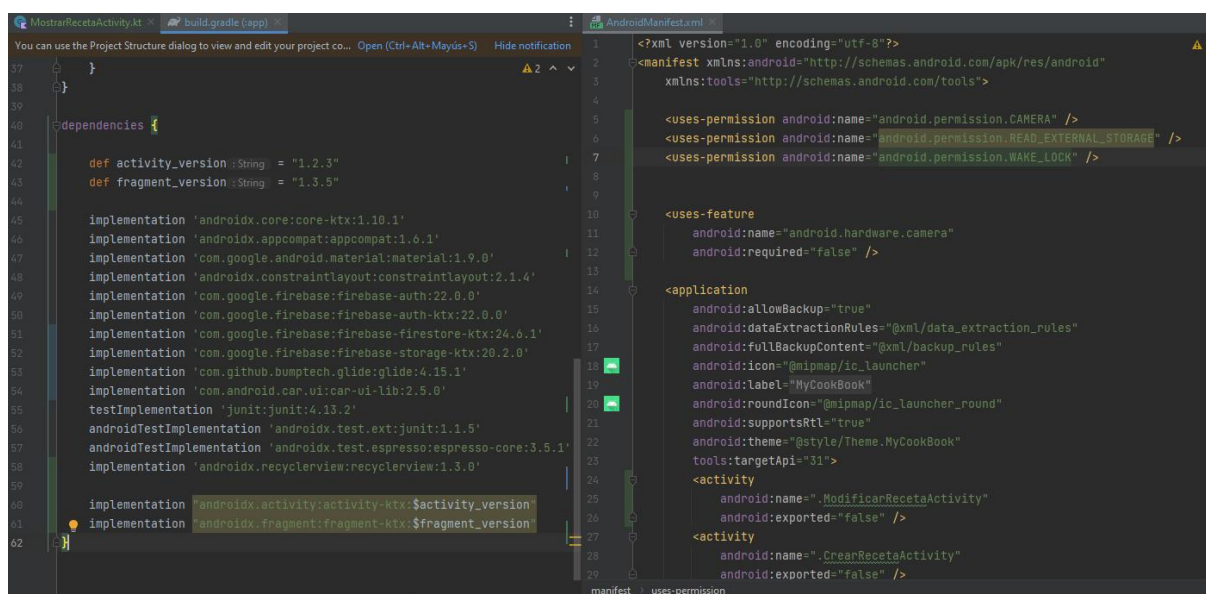 MostrarRecetaActivity.kt
build.gradle (:app)
You can use the Project Structure dialog to view and edit your project co... Open (Ctrl+Alt+Mayús+S) Hide notification
37 }
2
38 }
39
40 dependencies {
41
42 def activity_version : String = "1.2.3"
43 def fragment_version : String = "1.3.5"
44
45 implementation 'androidx.core:core-ktx:1.10.1'
46 implementation 'androidx.appcompat:appcompat:1.6.1'
47 implementation 'com.google.android.material:material:1.9.0'
48 implementation 'androidx.constraintlayout:constraintlayout:2.1.4'
49 implementation 'com.google.firebase:firebase-auth:22.0.0'
50 implementation 'com.google.firebase:firebase-auth-ktx:22.0.0'
51 implementation 'com.google.firebase:firebase-firestore-ktx:24.6.1'
52 implementation 'com.google.firebase:firebase-storage-ktx:20.2.0'
53 implementation 'com.github.bumptech.glide:glide:4.15.1'
54 implementation 'com.android.car.ui:car-ui-lib:2.5.0'
55 testImplementation 'junit:junit:4.13.2'
56 androidTestImplementation 'androidx.test.ext:junit:1.1.5'
57 androidTestImplementation 'androidx.test.espresso:espresso-core:3.5.1'
58 implementation 'androidx.recyclerview:recyclerview:1.3.0'
59
60 implementation "androidx.activity:activity-ktx:$activity_version"
61 implementation "androidx.fragment:fragment-ktx:$fragment_version"
62 }
AndroidManifest.xml
1 <?xml version="1.0" encoding="utf-8"?>
2 <manifest xmlns:android="http://schemas.android.com/apk/res/android"
3 xmlns:tools="http://schemas.android.com/tools">
4
5 <uses-permission android:name="android.permission.CAMERA" />
6 <uses-permission android:name="android.permission.READ_EXTERNAL_STORAGE" />
7 <uses-permission android:name="android.permission.WAKE_LOCK" />
8
9
10 <uses-feature
11 android:name="android.hardware.camera"
12 android:required="false" />
13
14 <application
15 android:allowBackup="true"
16 android:dataExtractionRules="@xml/data_extraction_rules"
17 android:fullBackupContent="@xml/backup_rules"
18 android:icon="@mipmap/ic_launcher"
19 android:label="MyCookBook"
20 android:roundIcon="@mipmap/ic_launcher_round"
21 android:supportsRtl="true"
22 android:theme="@style/Theme.MyCookBook"
23 tools:targetApi="31">
24 <activity
25 android:name=".ModificarRecetaActivity"
26 android:exported="false" />
27 <activity
28 android:name=".CrearRecetaActivity"
29 android:exported="false" />
manifest > uses-permission